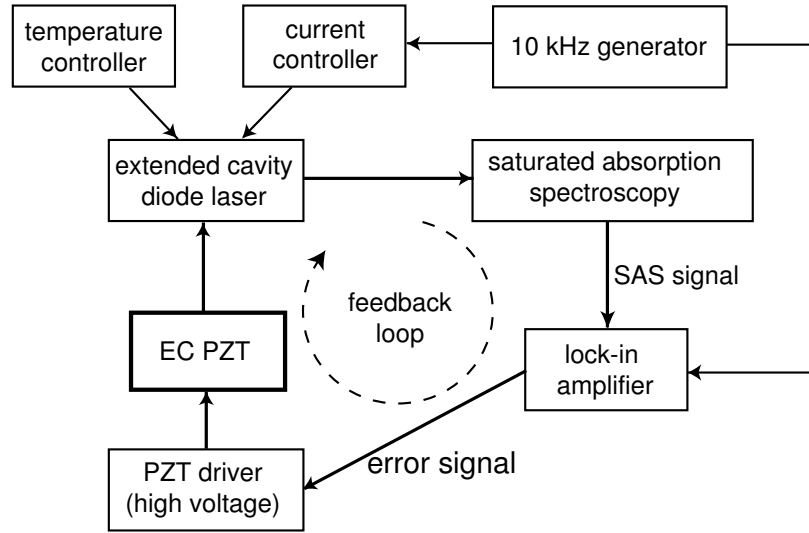 temperature
controller
current
controller
10 kHz generator
extended cavity
diode laser
saturated absorption
spectroscopy
SAS signal
feedback
loop
EC PZT
lock-in
amplifier
error signal
PZT driver
(high voltage)